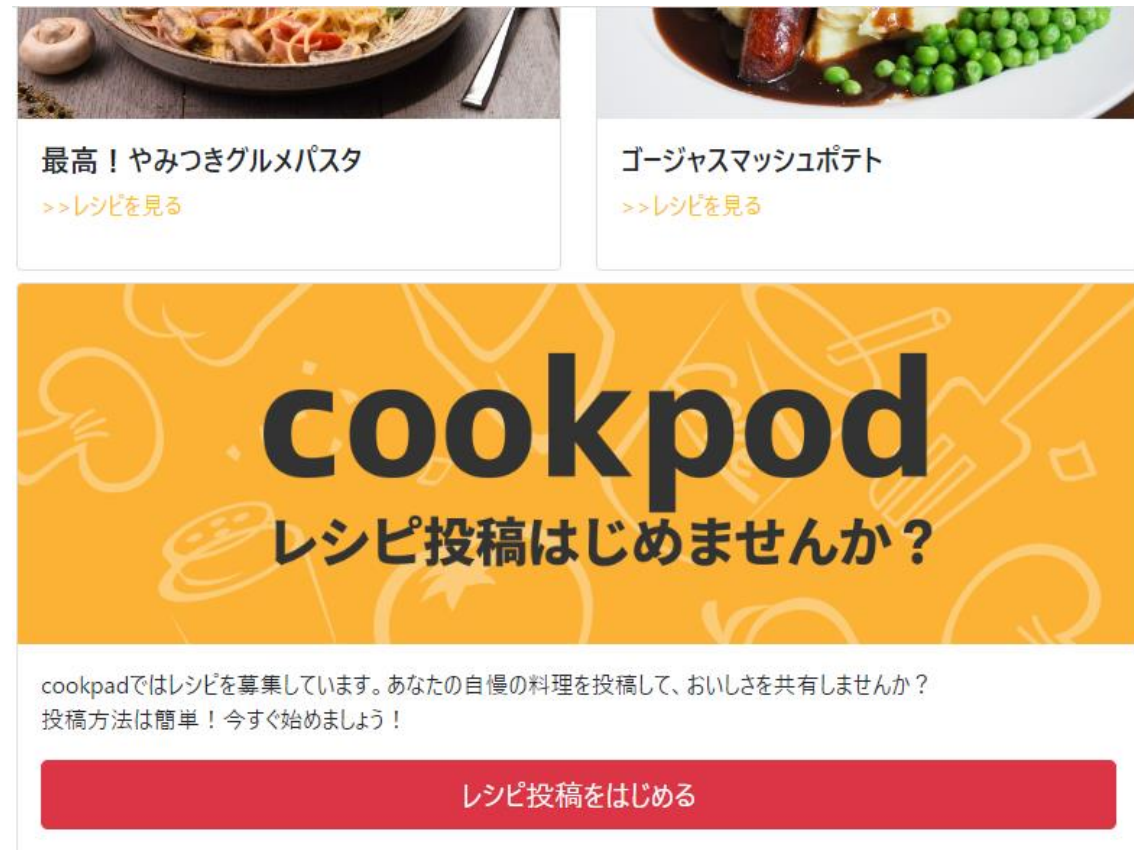 最高！やみつきグルメパスタ
>>レシピを見る
ゴージャスマッシュポテト
>>レシピを見る
cookpod
レシピ投稿はじめませんか？
cookpadではレシピを募集しています。あなたの自慢の料理を投稿して、おいしさを共有しませんか？
投稿方法は簡単！今すぐ始めましょう！
レシピ投稿をはじめる